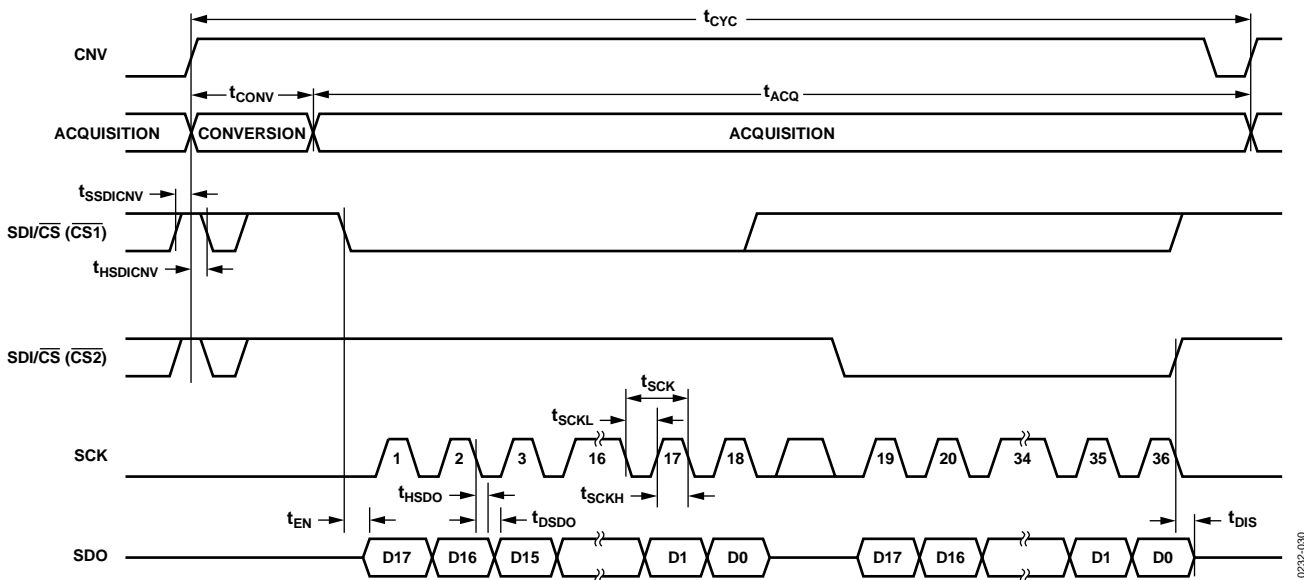 tCYC
CNV
tCONV
tACQ
ACQUISITION
CONVERSION
ACQUISITION
tSSDICNV
SDI/CS (CS1)
tHSDICNV
SDI/CS (CS2)
tSCK
tSCKL
SCK
1 2 3 16 17 18 19 20 34 35 36
tHSDO
tSCKH
tEN
tDSDO
tDIS
SDO
D17 D16 D15 D1 D0 D17 D16 D1 D0